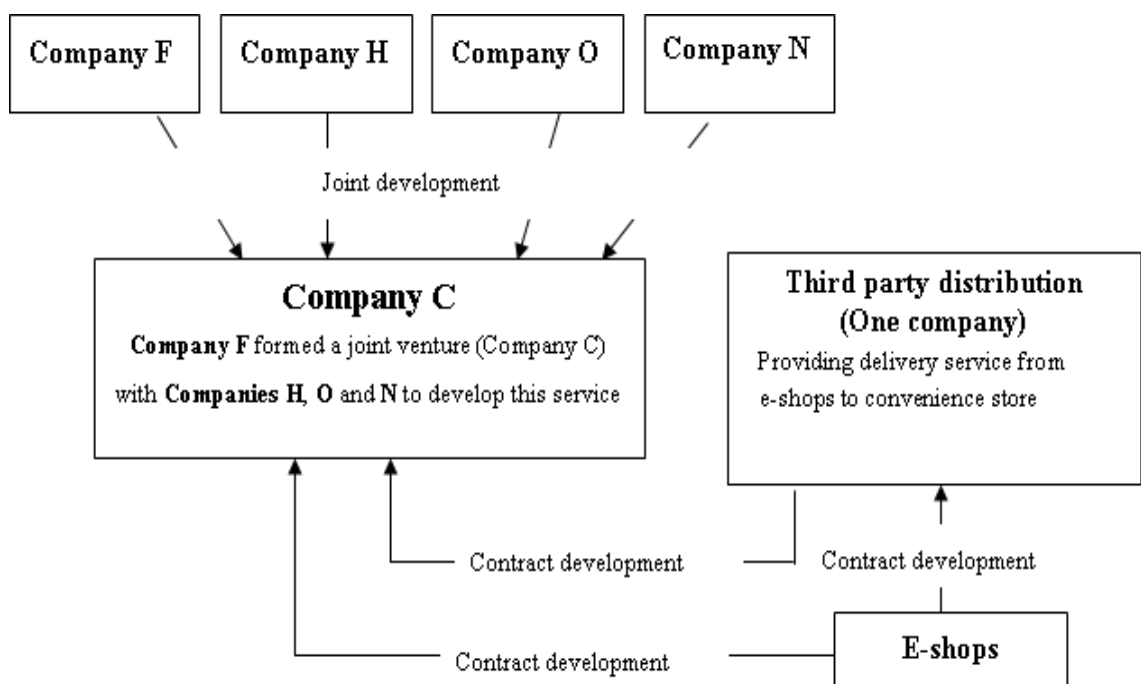 Company F
Company H
Company O
Company N
Joint development
Company C
Company F formed a joint venture (Company C)
with Companies H, O and N to develop this service
Third party distribution
(One company)
Providing delivery service from
e-shops to convenience store
Contract development
Contract development
E-shops
Contract development